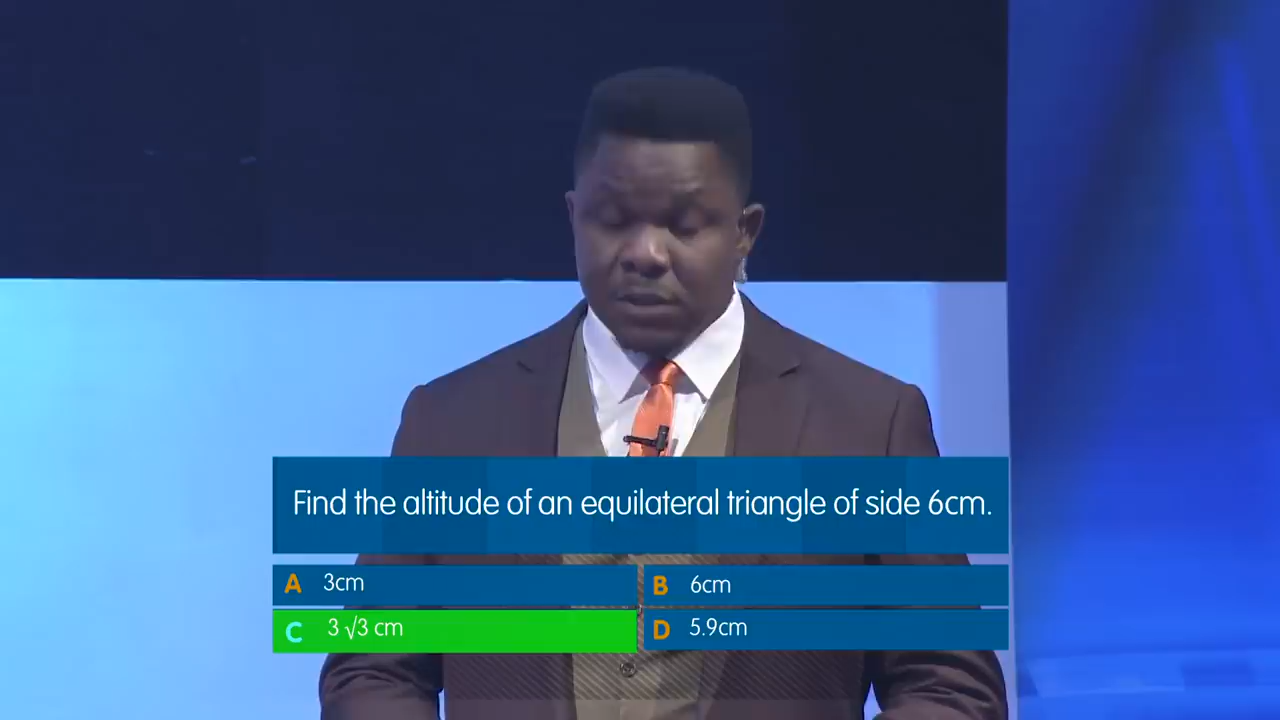 Find the altitude of an equilateral triangle of side 6cm.
A 3cm
B 6cm
C 3 √3 cm
D 5.9cm